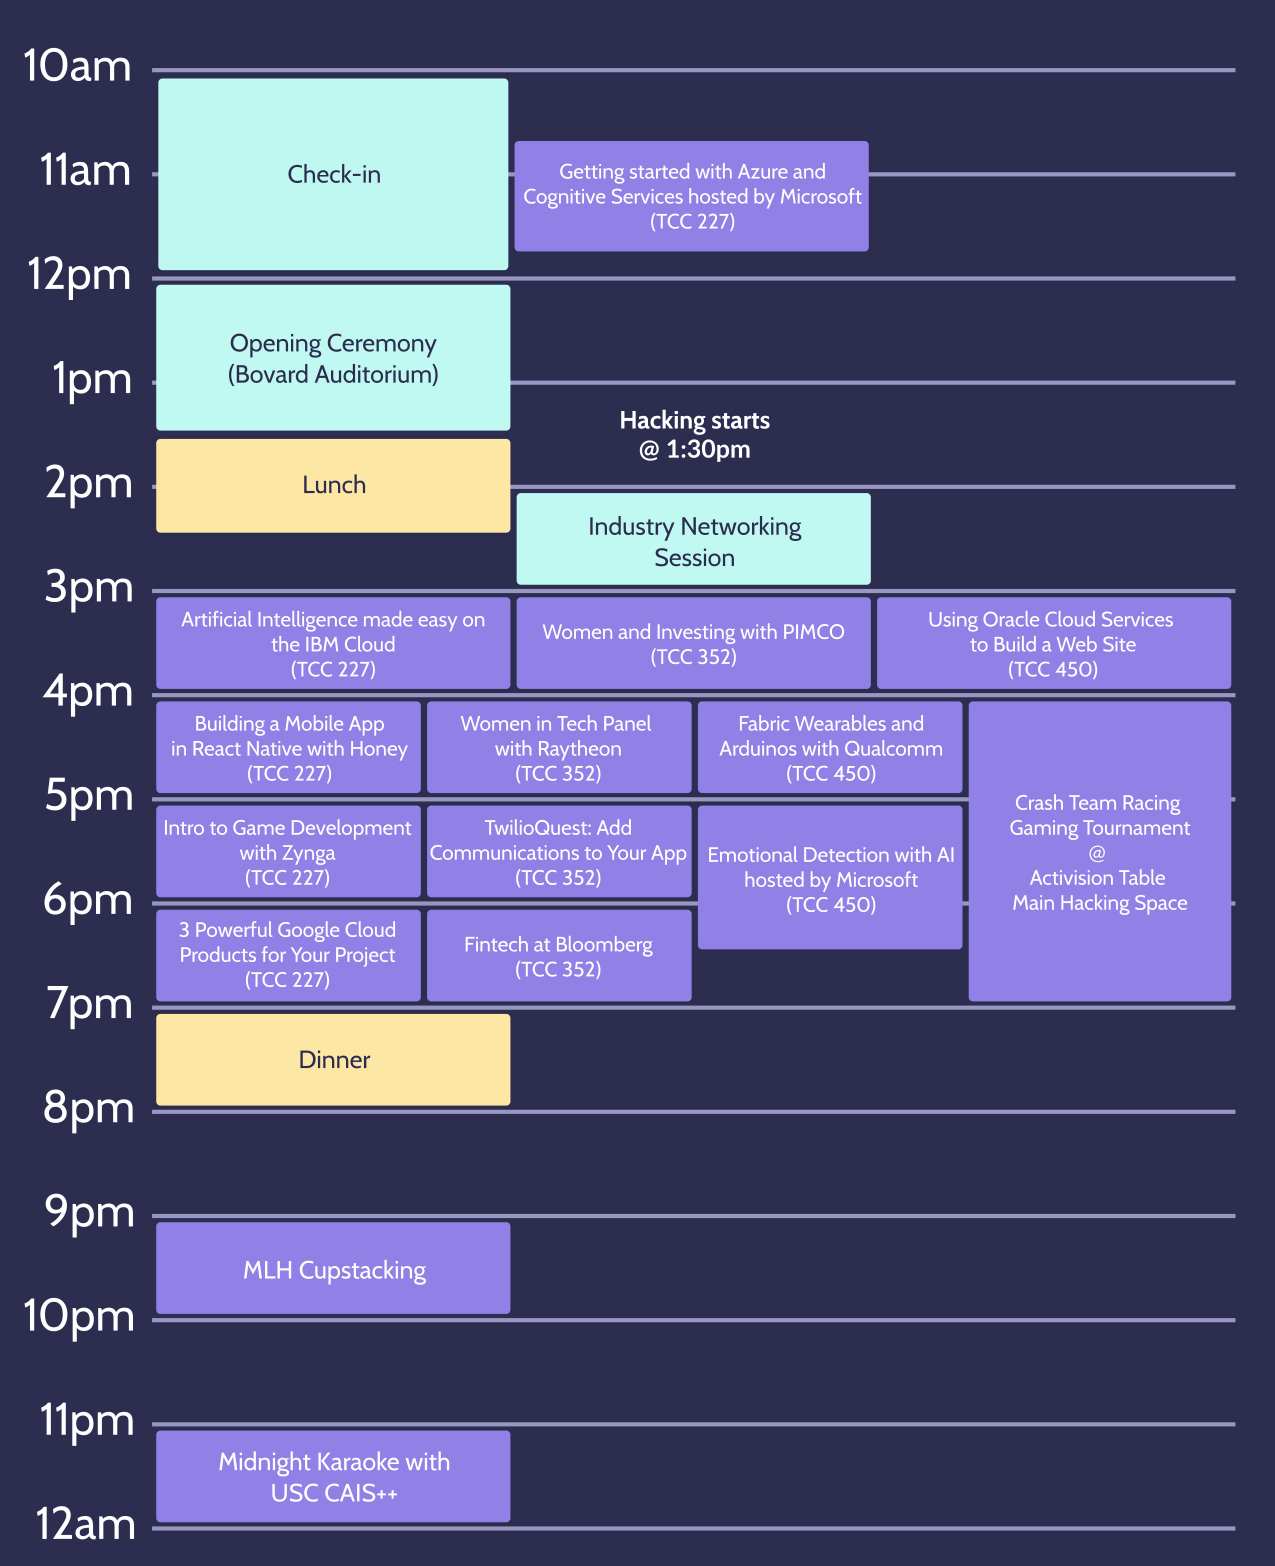 10am
Check-in
11am
Getting started with Azure and
Cognitive Services hosted by Microsoft
(TCC 227)
12pm
Opening Ceremony
(Bovard Auditorium)
1pm
Hacking starts
@ 1:30pm
2pm
Lunch
Industry Networking
Session
3pm
Artificial Intelligence made easy on
the IBM Cloud
(TCC 227)
Women and Investing with PIMCO
(TCC 352)
Using Oracle Cloud Services
to Build a Web Site
(TCC 450)
4pm
Building a Mobile App
in React Native with Honey
(TCC 227)
Women in Tech Panel
with Raytheon
(TCC 352)
Fabric Wearables and
Arduinos with Qualcomm
(TCC 450)
Crash Team Racing
Gaming Tournament
@
Activision Table
Main Hacking Space
5pm
Intro to Game Development
with Zynga
(TCC 227)
TwilioQuest: Add
Communications to Your App
(TCC 352)
Emotional Detection with AI
hosted by Microsoft
(TCC 450)
6pm
3 Powerful Google Cloud
Products for Your Project
(TCC 227)
Fintech at Bloomberg
(TCC 352)
7pm
Dinner
8pm
9pm
MLH Cupstacking
10pm
11pm
Midnight Karaoke with
USC CAIS++
12am